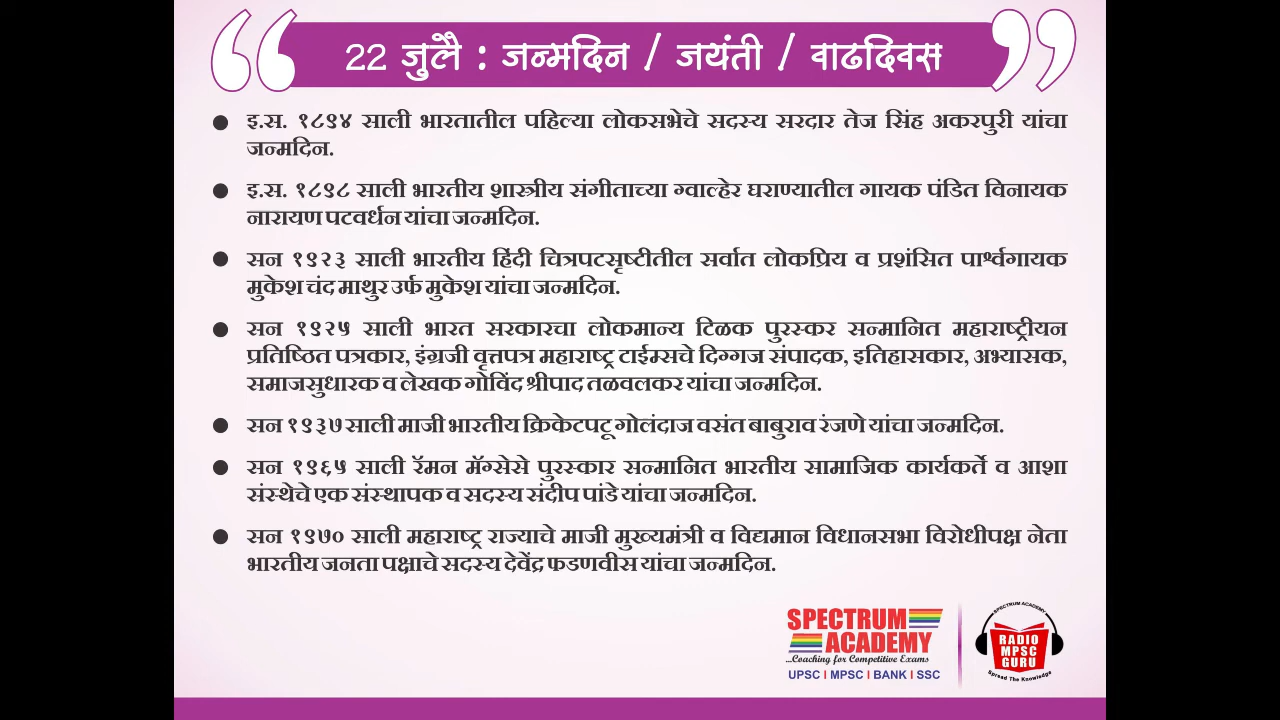 22 जुलै : जन्मदिन / जयंती / वाढदिवस
● इ.स. १८९४ साली भारतातील पहिल्या लोकसभेचे सदस्य सरदार तेज सिंह अकरपुरी यांचा
जन्मदिन.
● इ.स. १८९८ साली भारतीय शास्त्रीय संगीताच्या ग्वाल्हेर घराण्यातील गायक पंडित विनायक
नारायण पटवर्धन यांचा जन्मदिन.
● सन १९२३ साली भारतीय हिंदी चित्रपटसृष्टीतील सर्वात लोकप्रिय व प्रशंसित पार्श्वगायक
मुकेश चंद माथुर उर्फ मुकेश यांचा जन्मदिन.
● सन १९२५ साली भारत सरकारचा लोकमान्य टिळक पुरस्कर सन्मानित महाराष्ट्रीयन
प्रतिष्ठित पत्रकार, इंग्रजी वृत्तपत्र महाराष्ट्र टाईम्सचे दिग्गज संपादक, इतिहासकार, अभ्यासक,
समाजसुधारक व लेखक गोविंद श्रीपाद तळवलकर यांचा जन्मदिन.
● सन १९३७ साली माजी भारतीय क्रिकेटपटू गोलंदाज वसंत बाबुराव रंजणे यांचा जन्मदिन.
● सन १९६५ साली रॅमन मॅग्सेसे पुरस्कार सन्मानित भारतीय सामाजिक कार्यकर्ते व आशा
संस्थेचे एक संस्थापक व सदस्य संदीप पांडे यांचा जन्मदिन.
● सन १९७० साली महाराष्ट्र राज्याचे माजी मुख्यमंत्री व विद्यमान विधानसभा विरोधीपक्ष नेता
भारतीय जनता पक्षाचे सदस्य देवेंद्र फडणवीस यांचा जन्मदिन.
SPECTRUM
ACADEMY
...Coaching for Competitive Exams
UPSC | MPSC | BANK | SSC
SPECTRUM ACADEMY
RADIO
MPSC
GURU
Spread The Knowledge